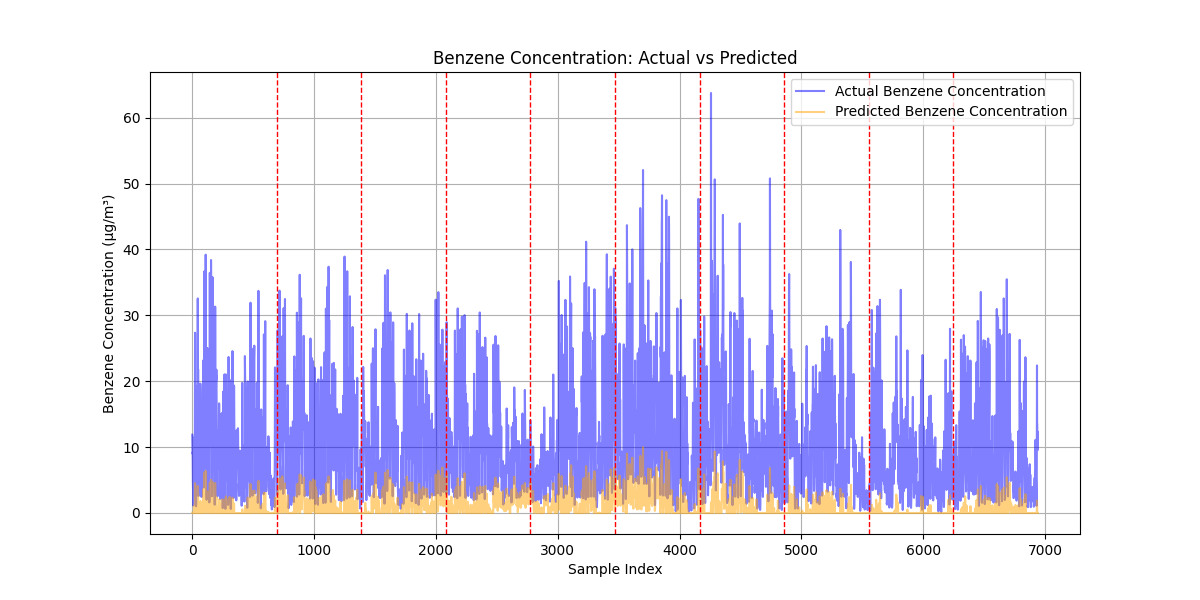 Benzene Concentration: Actual vs Predicted
Actual Benzene Concentration
Predicted Benzene Concentration
Benzene Concentration (µg/m³)
60
50
40
30
20
10
0
0 1000 2000 3000 4000 5000 6000 7000
Sample Index